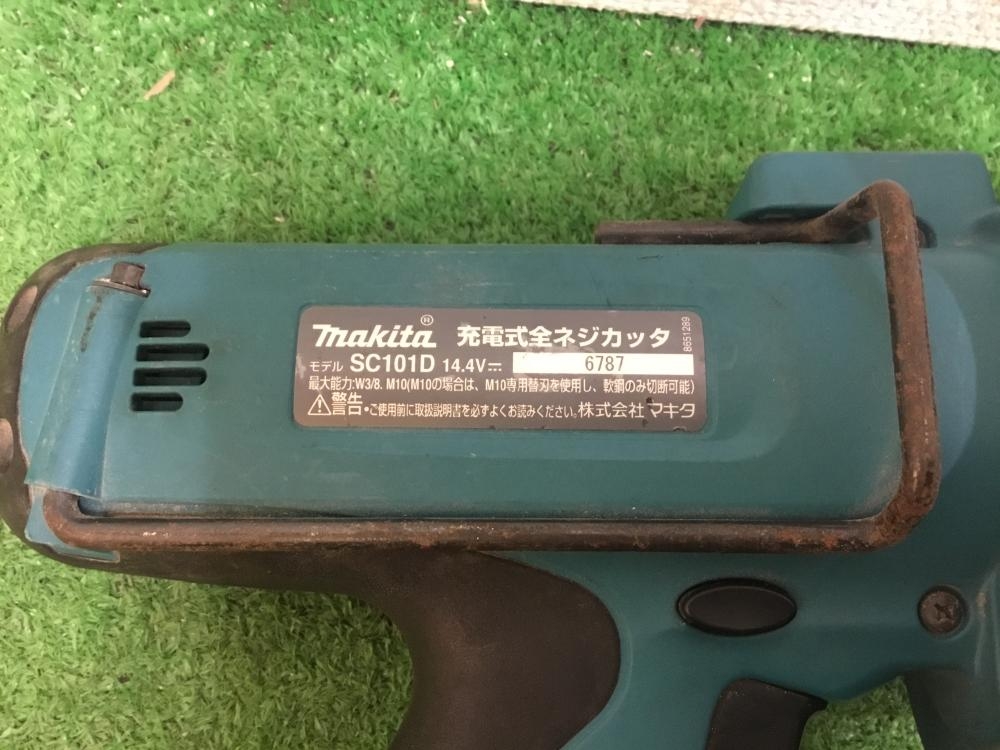 makita® 充電式全ネジカッタ
モデル SC101D 14.4V⎓ 6787
最大能力:W3/8. M10(M10の場合は、M10専用替刃を使用し、軟鋼のみ切断可能)
⚠警告・ご使用前に取扱説明書を必ずよくお読みください。株式会社マキタ
8651289